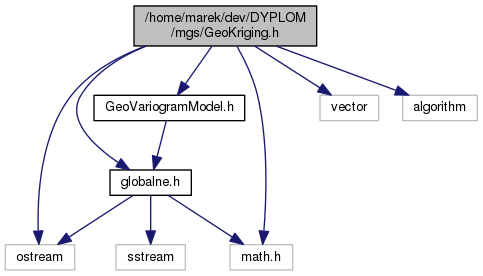 /home/marek/dev/DYPLOM
/mgs/GeoKriging.h
GeoVariogramModel.h
vector
algorithm
globalne.h
ostream
sstream
math.h